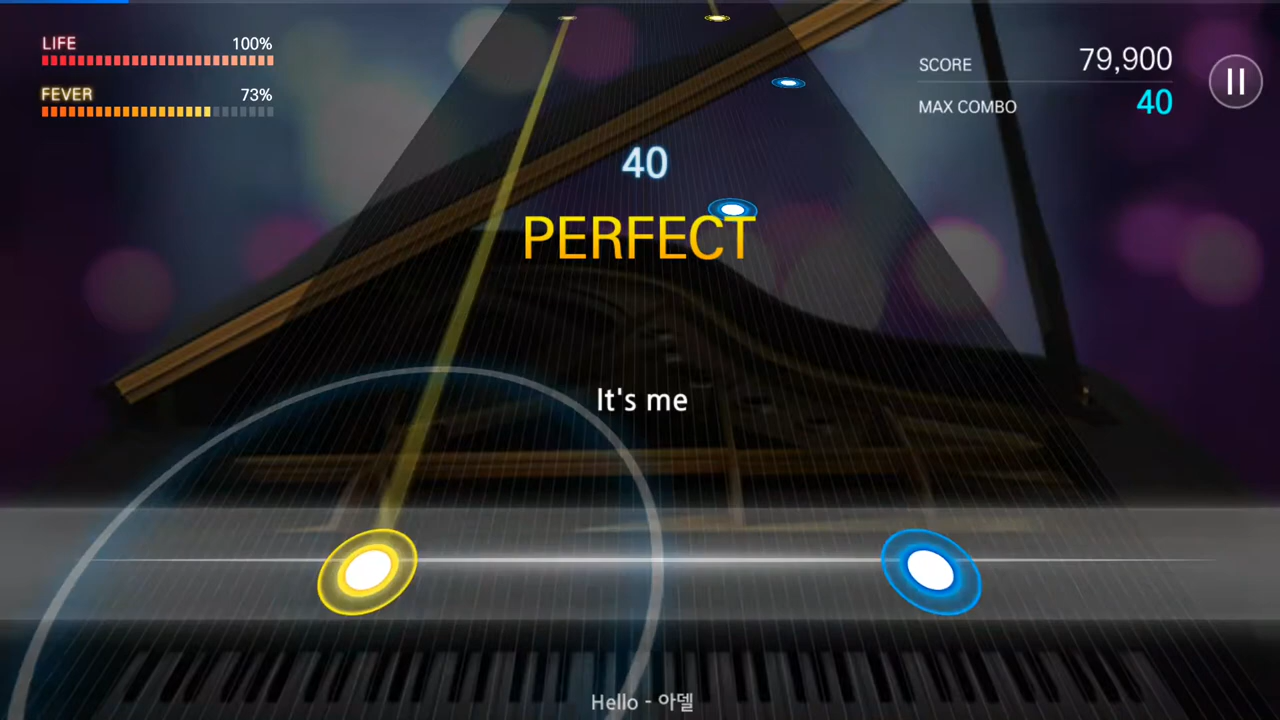 LIFE 100%
FEVER 73%
SCORE 79,900
MAX COMBO 40
40
PERFECT
It's me
Hello - 아델